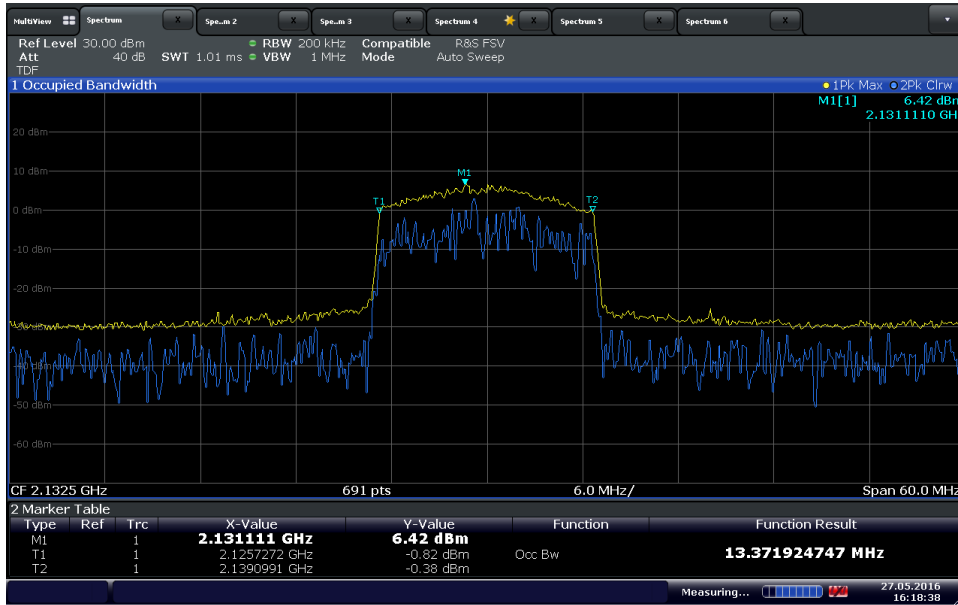 MultiView Spectrum X Spe...m 2 X Spe...m 3 X Spectrum 4 X Spectrum 5 X Spectrum 6 X
Ref Level 30.00 dBm RBW 200 kHz Compatible R&S FSV
Att 40 dB SWT 1.01 ms VBW 1 MHz Mode Auto Sweep
TDF
1 Occupied Bandwidth 1Pk Max 2Pk Clrw
M1[1] 6.42 dBm
2.1311110 GH
20 dBm
M1
10 dBm
T1 T2
0 dBm
-10 dBm
-20 dBm
-30 dBm
-40 dBm
-50 dBm
-60 dBm
CF 2.1325 GHz 691 pts 6.0 MHz/ Span 60.0 MHz
2 Marker Table
Type Ref Trc X-Value Y-Value Function Function Result
M1 1 2.131111 GHz 6.42 dBm
T1 1 2.1257272 GHz -0.82 dBm Occ Bw 13.371924747 MHz
T2 1 2.1390991 GHz -0.38 dBm
Measuring... 27.05.2016
16:18:38